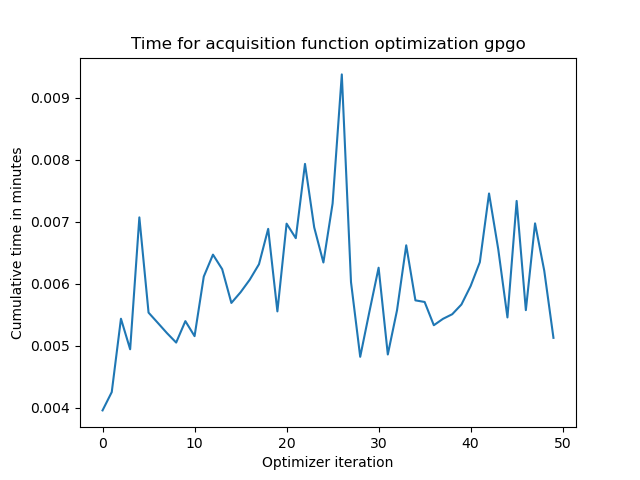 Time for acquisition function optimization gpgo
Cumulative time in minutes
0.009
0.008
0.007
0.006
0.005
0.004
0 10 20 30 40 50
Optimizer iteration